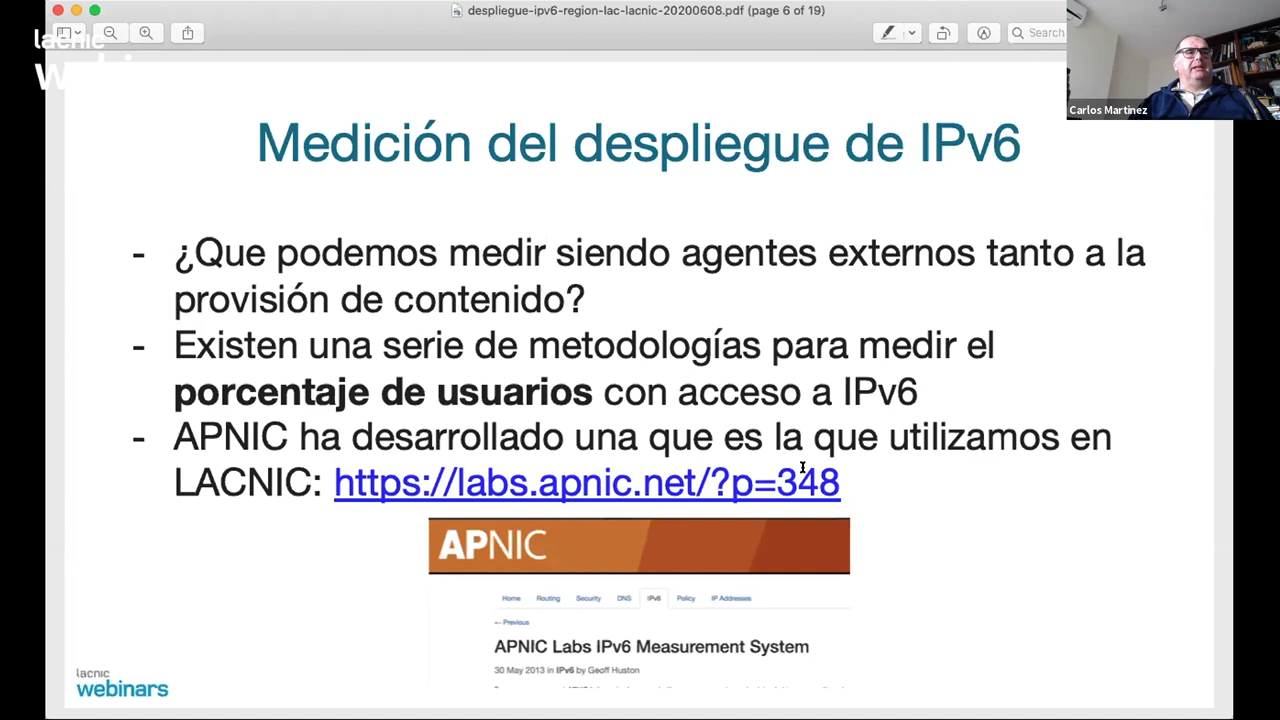 despliegue-ipv6-region-lac-lacnic-20200608.pdf (page 6 of 19)
Search
lacnic
Carlos Martinez
Medición del despliegue de IPv6
- ¿Que podemos medir siendo agentes externos tanto a la
provisión de contenido?
- Existen una serie de metodologías para medir el
porcentaje de usuarios con acceso a IPv6
- APNIC ha desarrollado una que es la que utilizamos en
LACNIC: https://labs.apnic.net/?p=348
APNIC
Home Routing Security DNS IPv6 Policy IP Addresses
← Previous
APNIC Labs IPv6 Measurement System
30 May 2013 in IPv6 by Geoff Huston
lacnic
webinars